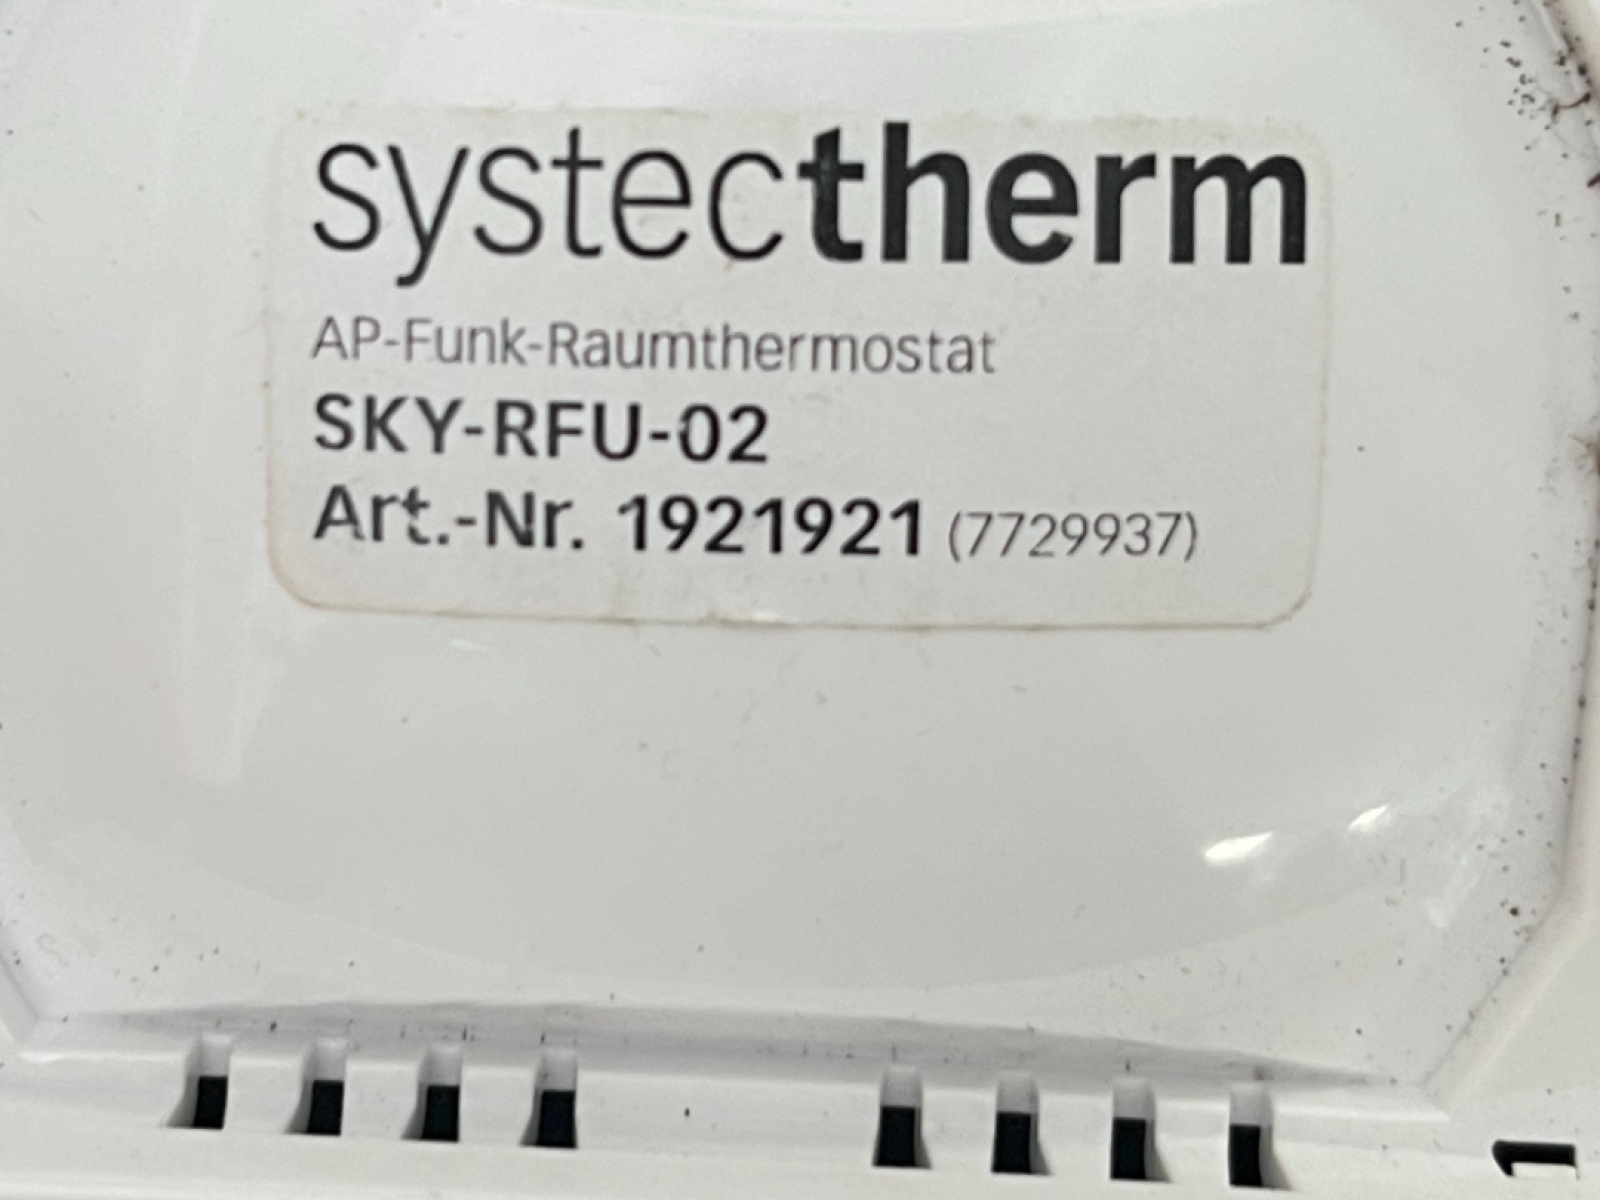 systectherm
AP-Funk-Raumthermostat
SKY-RFU-02
Art.-Nr. 1921921 (7729937)